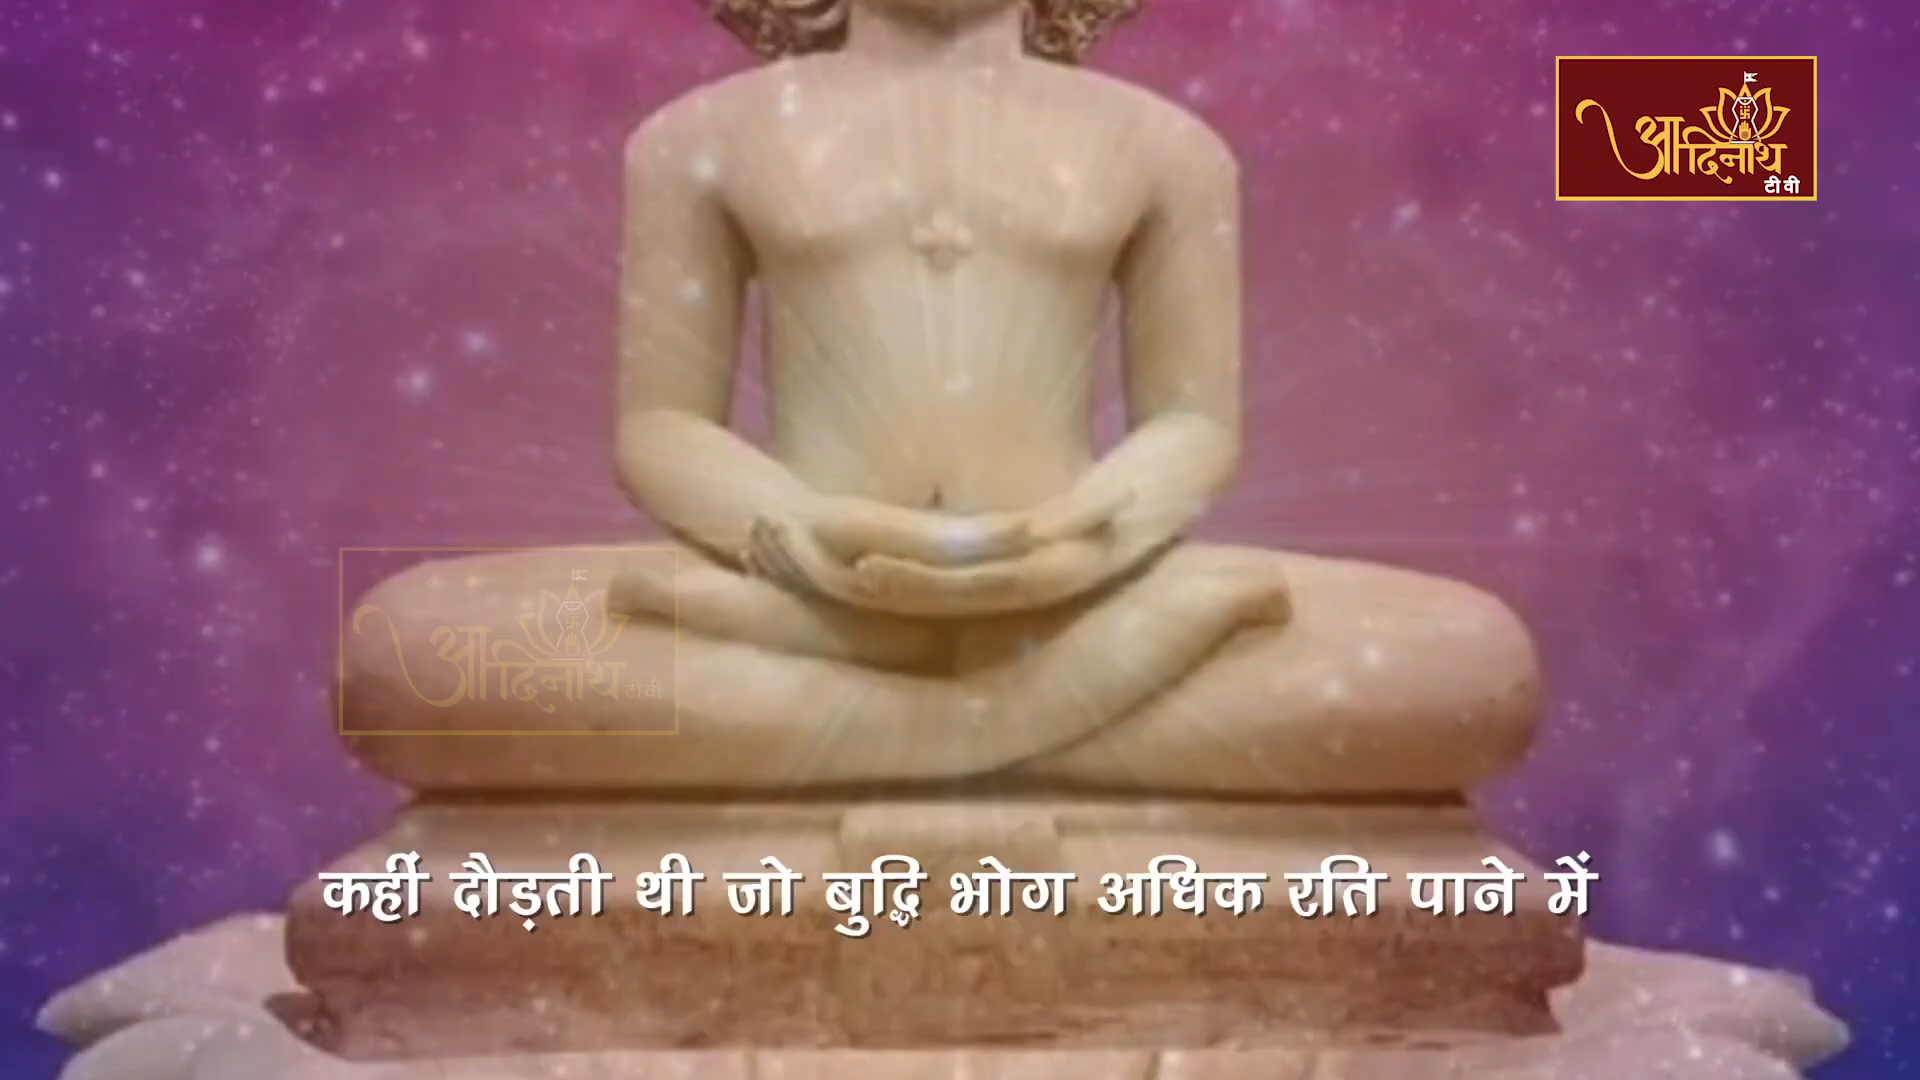 आदिनाथ
टीवी
आदिनाथ
टीवी
कहीं दौड़ती थी जो बुद्धि भोग अधिक रति पाने में